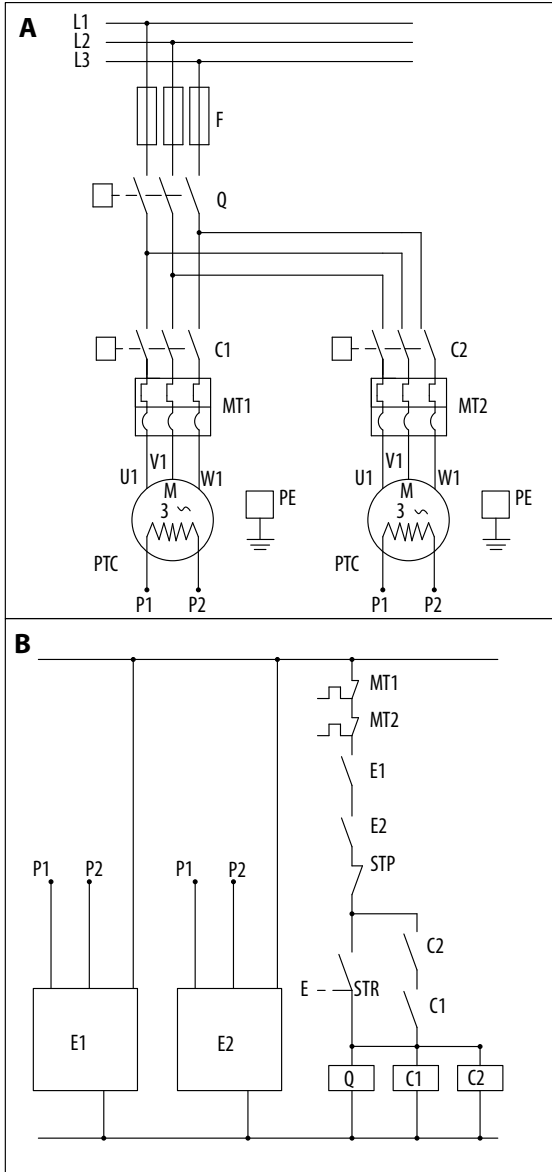 A
L1
L2
L3
F
Q
C1
C2
MT1
MT2
U1 V1 W1
U1 V1 W1
M
3 ~
M
3 ~
PE
PE
PTC
PTC
P1 P2
P1 P2
B
MT1
MT2
E1
E2
P1 P2
P1 P2
STP
C2
E STR
C1
E1
E2
Q
C1
C2